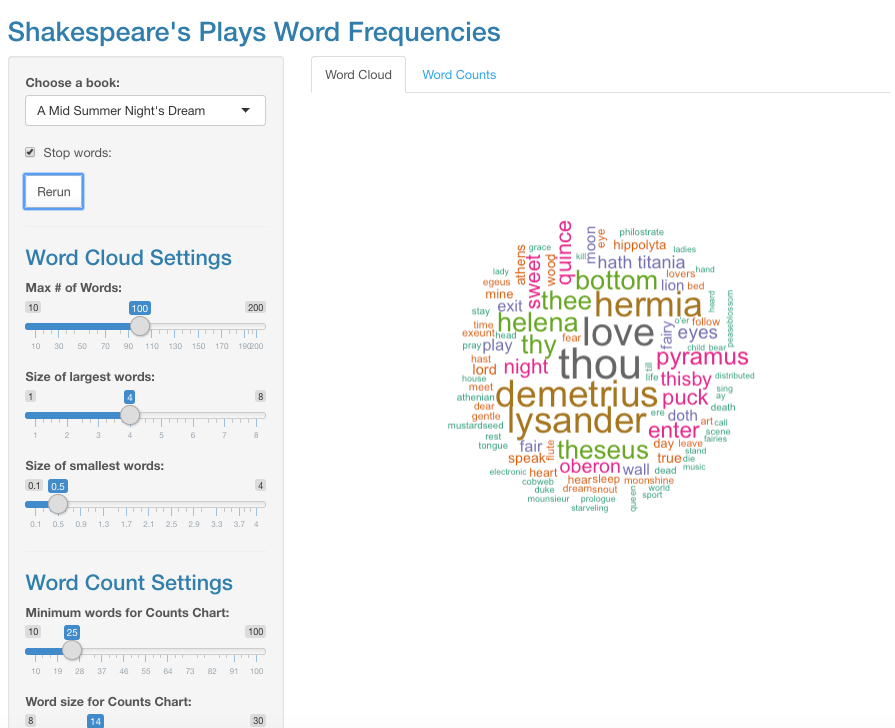 Shakespeare's Plays Word Frequencies
Choose a book:
A Mid Summer Night's Dream
Stop words:
Rerun
Word Cloud Settings
Max # of Words:
10 100 200
10 30 50 70 90 110 130 150 170 190200
Size of largest words:
1 4 8
1 2 3 4 5 6 7 8
Size of smallest words:
0.1 0.5 4
0.1 0.5 0.9 1.3 1.7 2.1 2.5 2.9 3.3 3.7 4
Word Count Settings
Minimum words for Counts Chart:
10 25 100
10 19 28 37 46 55 64 73 82 91 100
Word size for Counts Chart:
8 14 30
Word Cloud Word Counts
quince moon eye philostrate
grace hippolyta ladies
athens sweet wood kill hath titania
lady egeus bottom lovers hand
mine thee lion bed
exit hermia heard peaseblossom
stay helena love fairy o'er follow
time exeunt head fear eyes
pray play thy child bear
hast lord night thou till pyramus
house meet life thisby distributed
athenian demetrius puck sing ay
dear gentle lysander ere doth death
mustardseed enter art call
rest tongue fair theseus scene fairies
speak flute day leave stand
electronic heart oberon wall true die music
cobweb hear sleep dead moonshine
duke dream snout queen world
mounsieur prologue sport
starveling